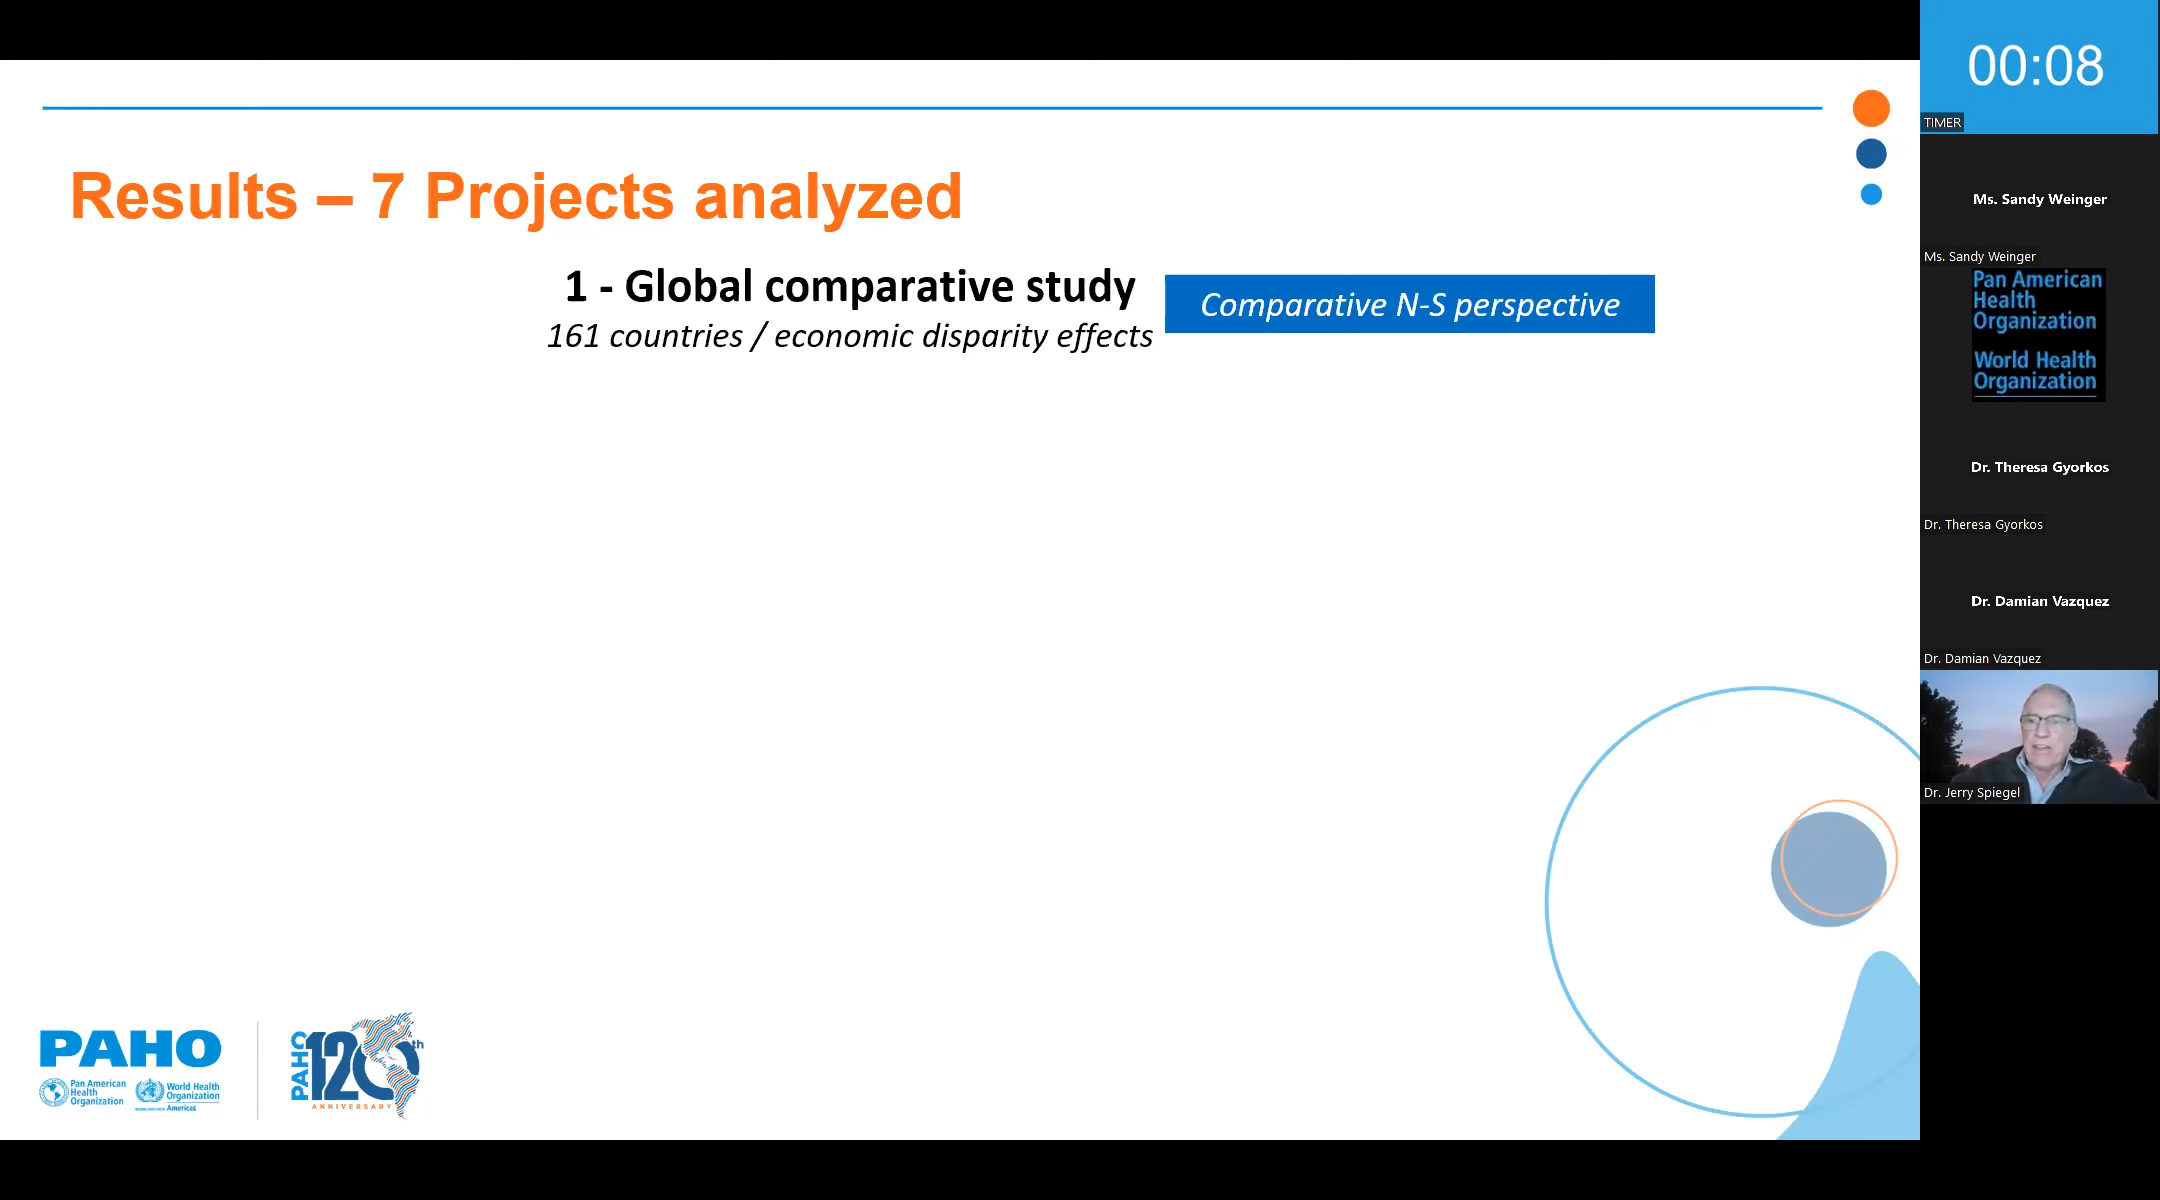 00:08
TIMER
Results – 7 Projects analyzed
1 - Global comparative study
161 countries / economic disparity effects
Comparative N-S perspective
Ms. Sandy Weinger
Ms. Sandy Weinger
Pan American
Health
Organization
World Health
Organization
Dr. Theresa Gyorkos
Dr. Theresa Gyorkos
Dr. Damian Vazquez
Dr. Damian Vazquez
Dr. Jerry Spiegel
PAHO
Pan American
Health
Organization
World Health
Organization
Americas
PAHO
120th
ANNIVERSARY